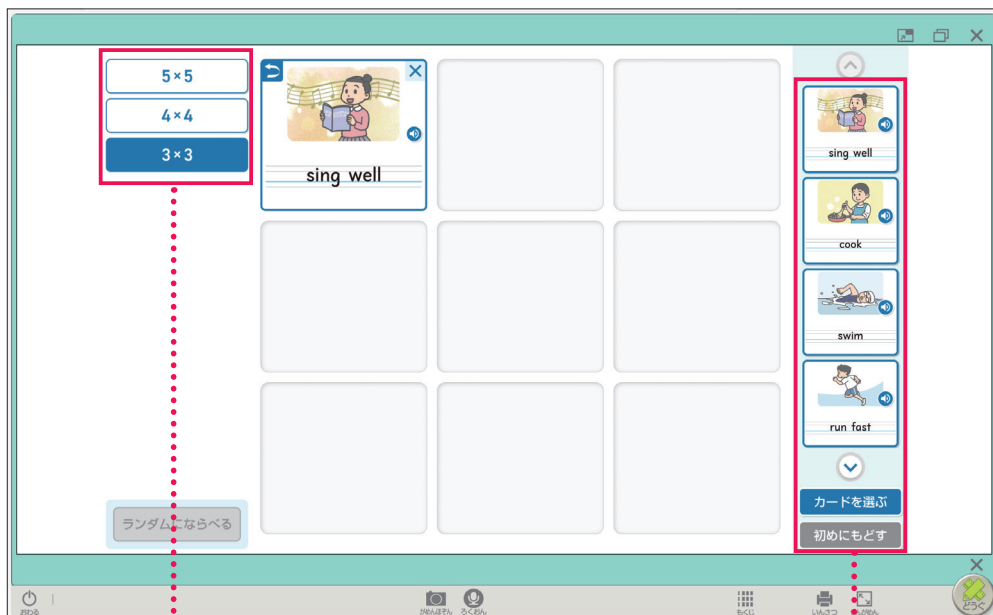 5×5
4×4
3×3
sing well
sing well
cook
swim
run fast
カードを選ぶ
初めにもどす
ランダムにならべる
おわる
がめんほぞん
ろくおん
もくじ
いんさつ
どうぐ